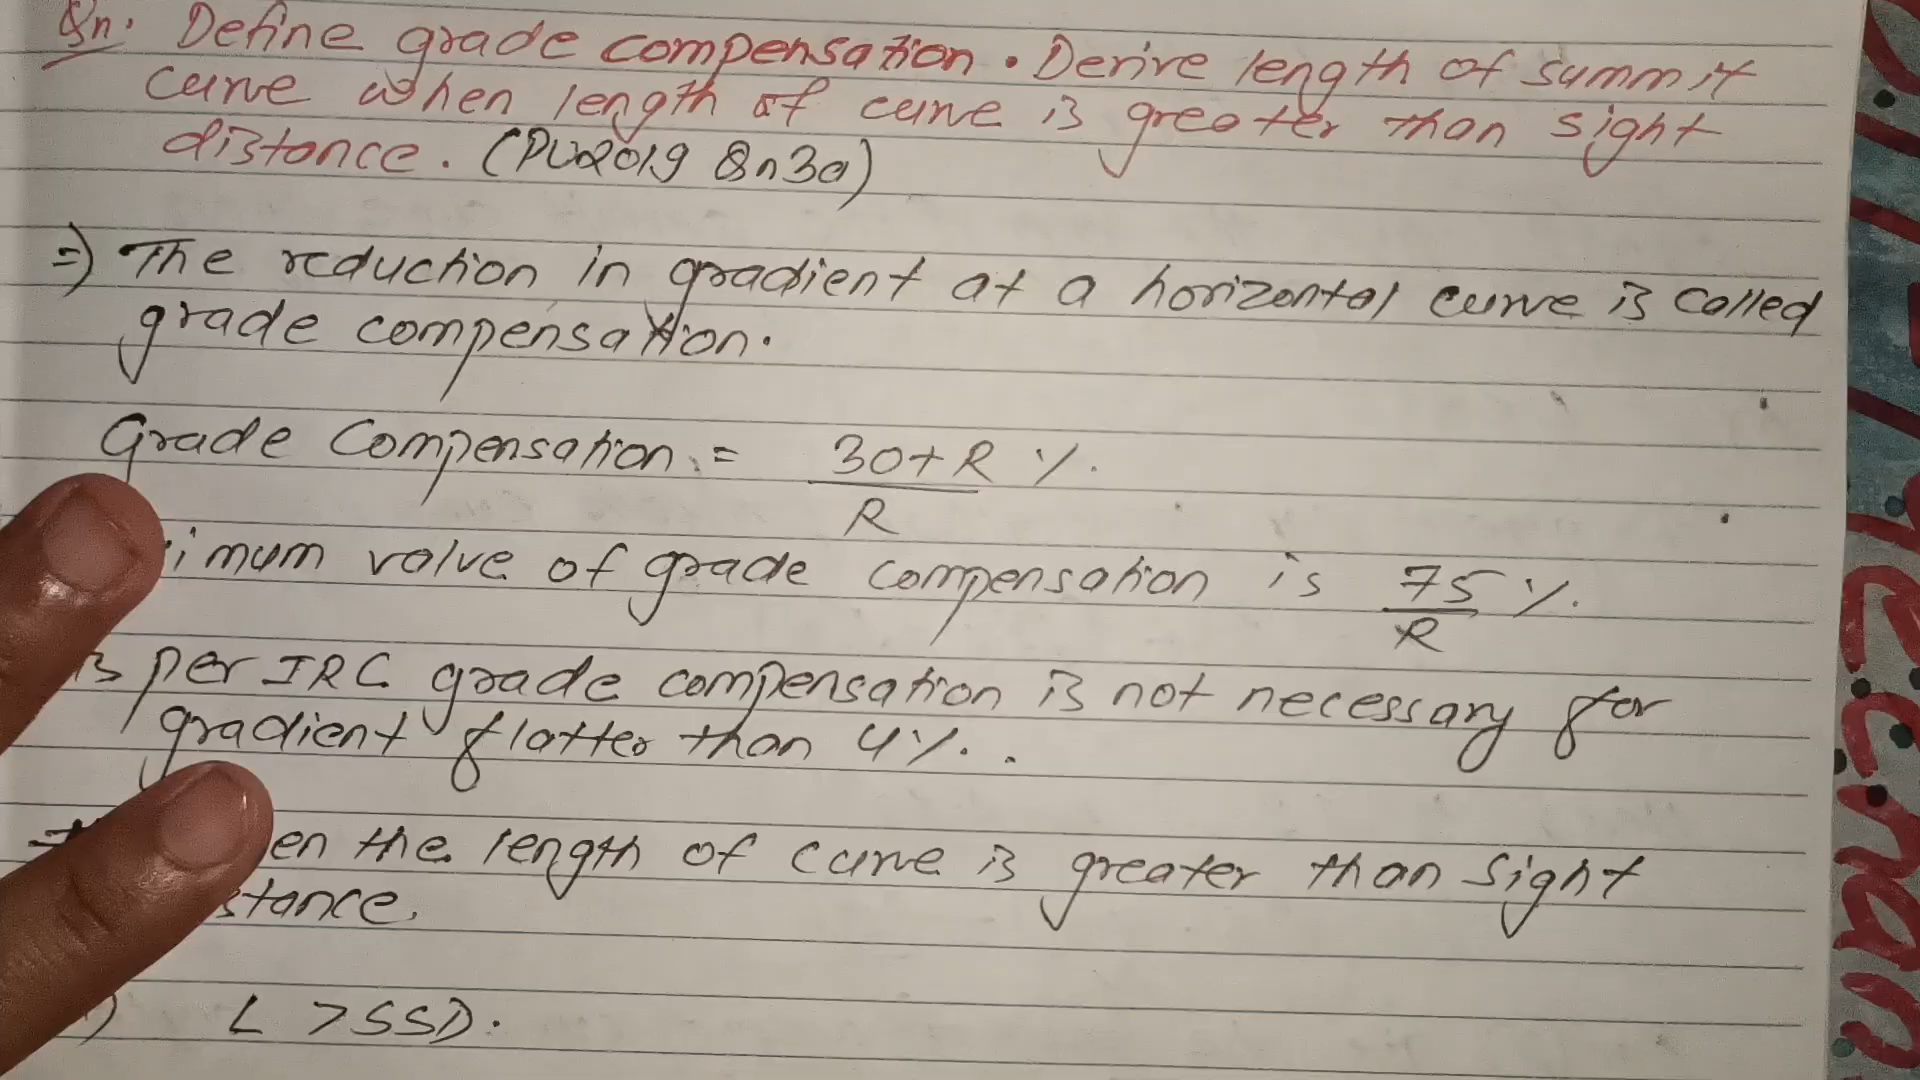 Qn. Define grade compensation. Derive length of summit
curve when length of curve is greater than sight
distance. (PU2019 Qn3a)
=) The reduction in gradient at a horizontal curve is called
grade compensation.
Grade Compensation = 30+R %.
R
imum value of grade compensation is 75 %.
R
per IRC grade compensation is not necessary for
gradient flatter than 4%.
en the length of curve is greater than sight
stance.
) L > SSD.